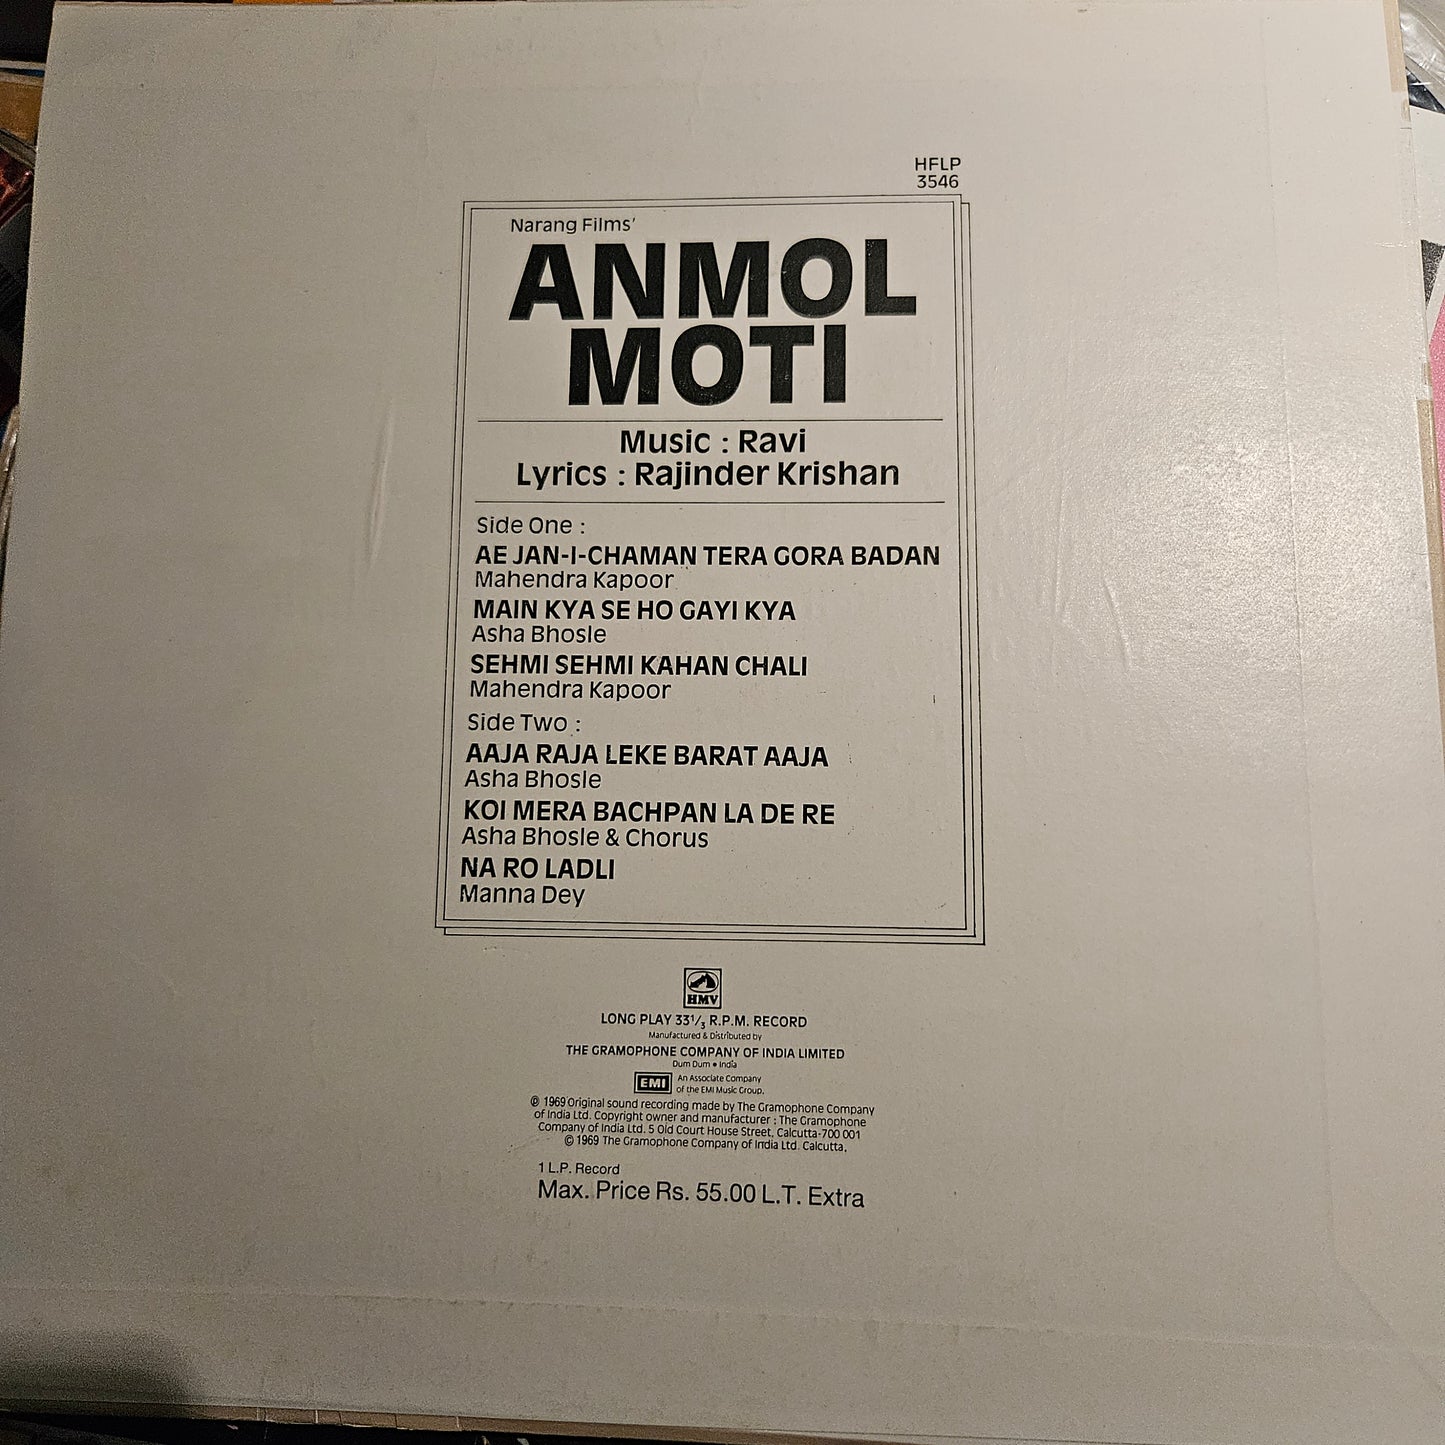 HFLP
3546
Narang Films'
ANMOL
MOTI
Music : Ravi
Lyrics : Rajinder Krishan
Side One :
AE JAN-I-CHAMAN TERA GORA BADAN
Mahendra Kapoor
MAIN KYA SE HO GAYI KYA
Asha Bhosle
SEHMI SEHMI KAHAN CHALI
Mahendra Kapoor
Side Two :
AAJA RAJA LEKE BARAT AAJA
Asha Bhosle
KOI MERA BACHPAN LA DE RE
Asha Bhosle & Chorus
NA RO LADLI
Manna Dey
HMV
LONG PLAY 33 1/3 R.P.M. RECORD
Manufactured & Distributed by
THE GRAMOPHONE COMPANY OF INDIA LIMITED
Dum Dum • India
EMI An Associate Company
of the EMI Music Group.
℗ 1969 Original sound recording made by The Gramophone Company
of India Ltd. Copyright owner and manufacturer : The Gramophone
Company of India Ltd. 5 Old Court House Street, Calcutta-700 001
© 1969 The Gramophone Company of India Ltd. Calcutta.
1 L.P. Record
Max. Price Rs. 55.00 L.T. Extra